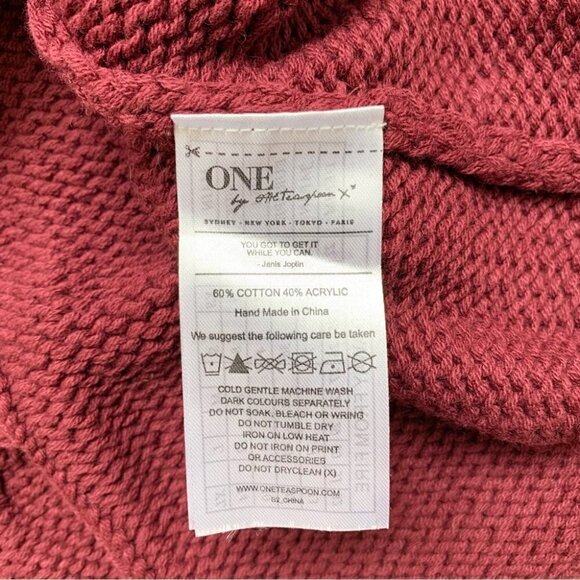 ONE
by oneteaspoon X
SYDNEY - NEW YORK - TOKYO - PARIS
YOU GOT TO GET IT
WHILE YOU CAN.
- Janis Joplin
60% COTTON 40% ACRYLIC
Hand Made in China
We suggest the following care be taken
COLD GENTLE MACHINE WASH
DARK COLOURS SEPARATELY
DO NOT SOAK, BLEACH OR WRING
DO NOT TUMBLE DRY
IRON ON LOW HEAT
DO NOT IRON ON PRINT
OR ACCESSORIES
DO NOT DRYCLEAN (X)
WWW.ONETEASPOON.COM